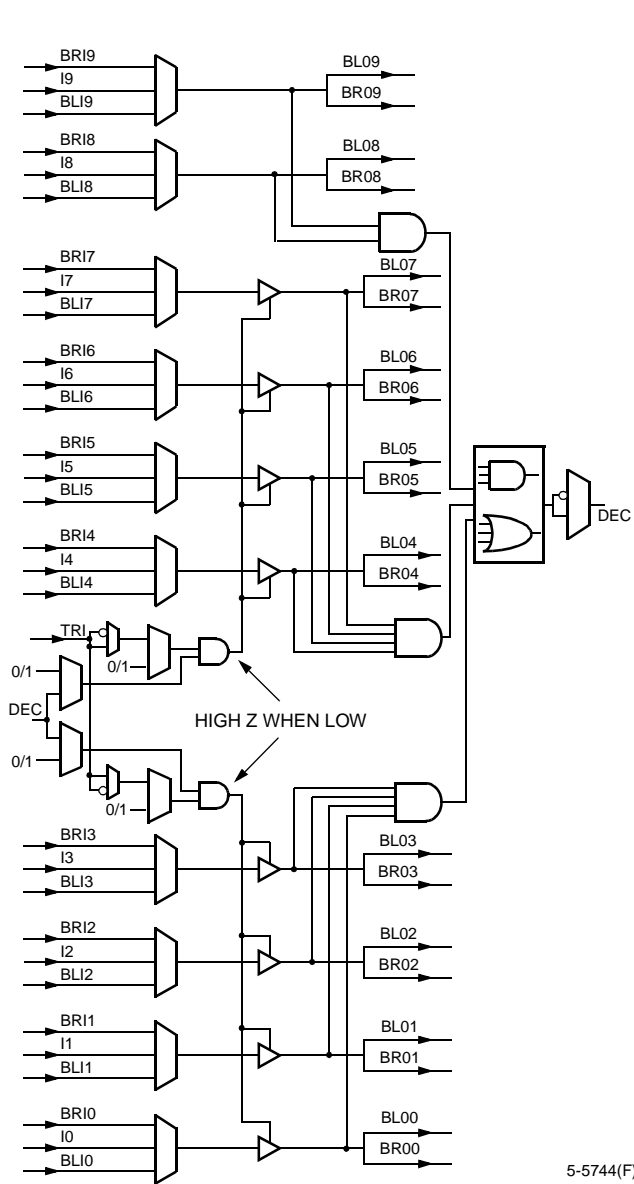 BRI9
I9
BLI9
BL09
BR09
BRI8
I8
BLI8
BL08
BR08
BRI7
I7
BLI7
BL07
BR07
BRI6
I6
BLI6
BL06
BR06
BRI5
I5
BLI5
BL05
BR05
DEC
BRI4
I4
BLI4
BL04
BR04
TRI
0/1
0/1
DEC
HIGH Z WHEN LOW
0/1
0/1
BRI3
I3
BLI3
BL03
BR03
BRI2
I2
BLI2
BL02
BR02
BRI1
I1
BLI1
BL01
BR01
BRI0
I0
BLI0
BL00
BR00
5-5744(F)